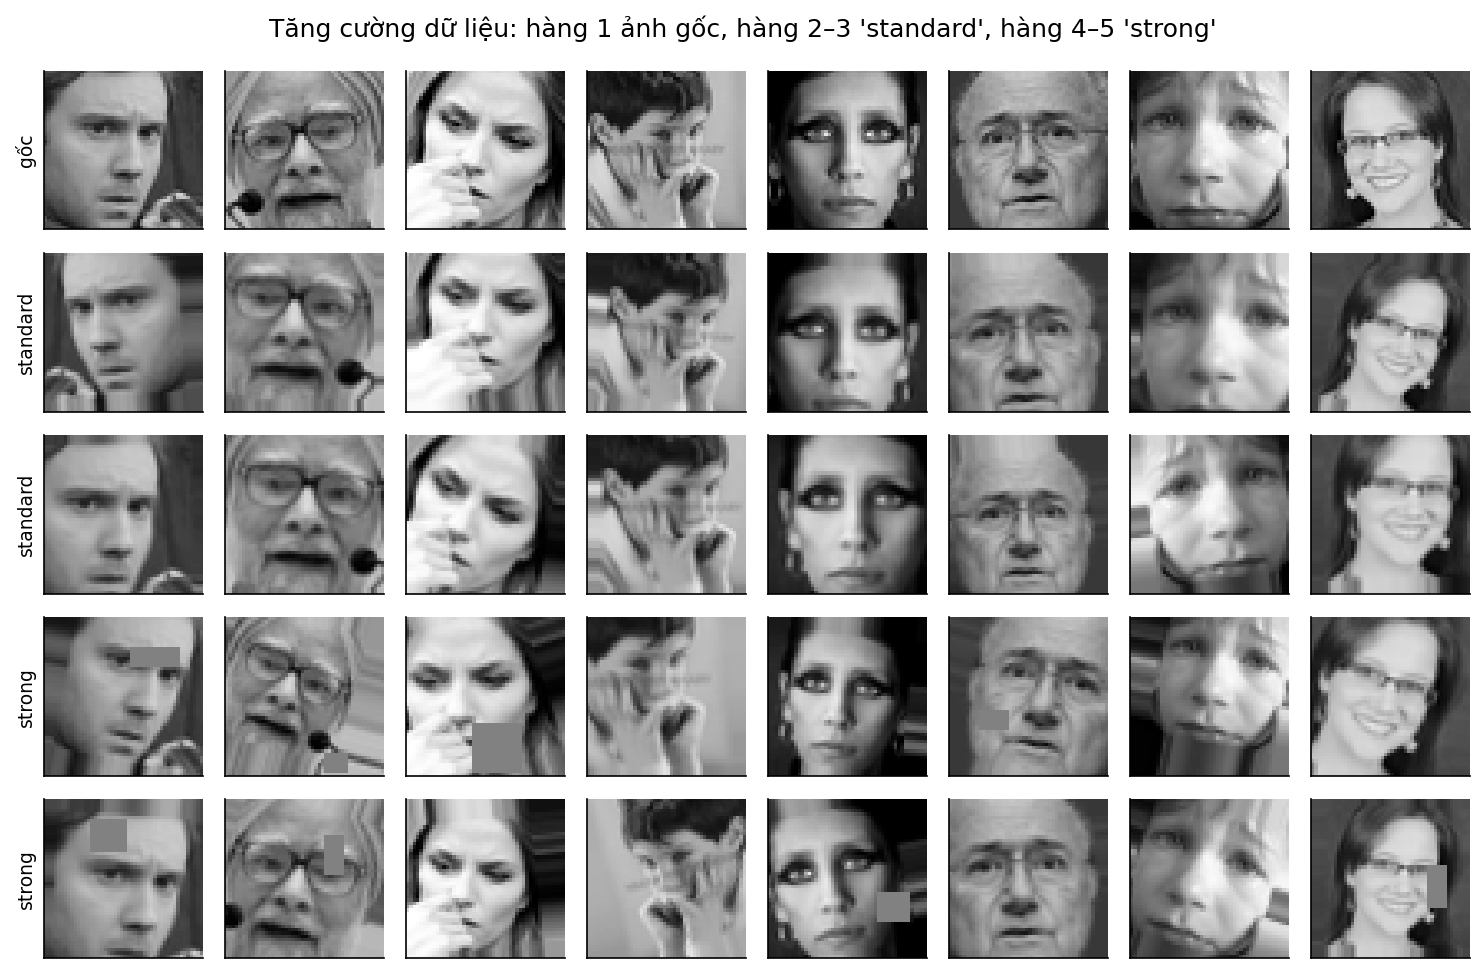 Tăng cường dữ liệu: hàng 1 ảnh gốc, hàng 2–3 'standard', hàng 4–5 'strong'
gốc
standard
standard
strong
strong